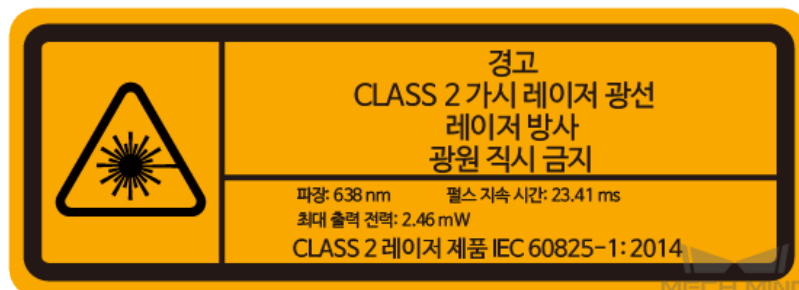 경고
CLASS 2 가시 레이저 광선
레이저 방사
광원 직시 금지
파장: 638 nm 펄스 지속 시간: 23.41 ms
최대 출력 전력: 2.46 mW
CLASS 2 레이저 제품 IEC 60825-1: 2014
MECH MIND